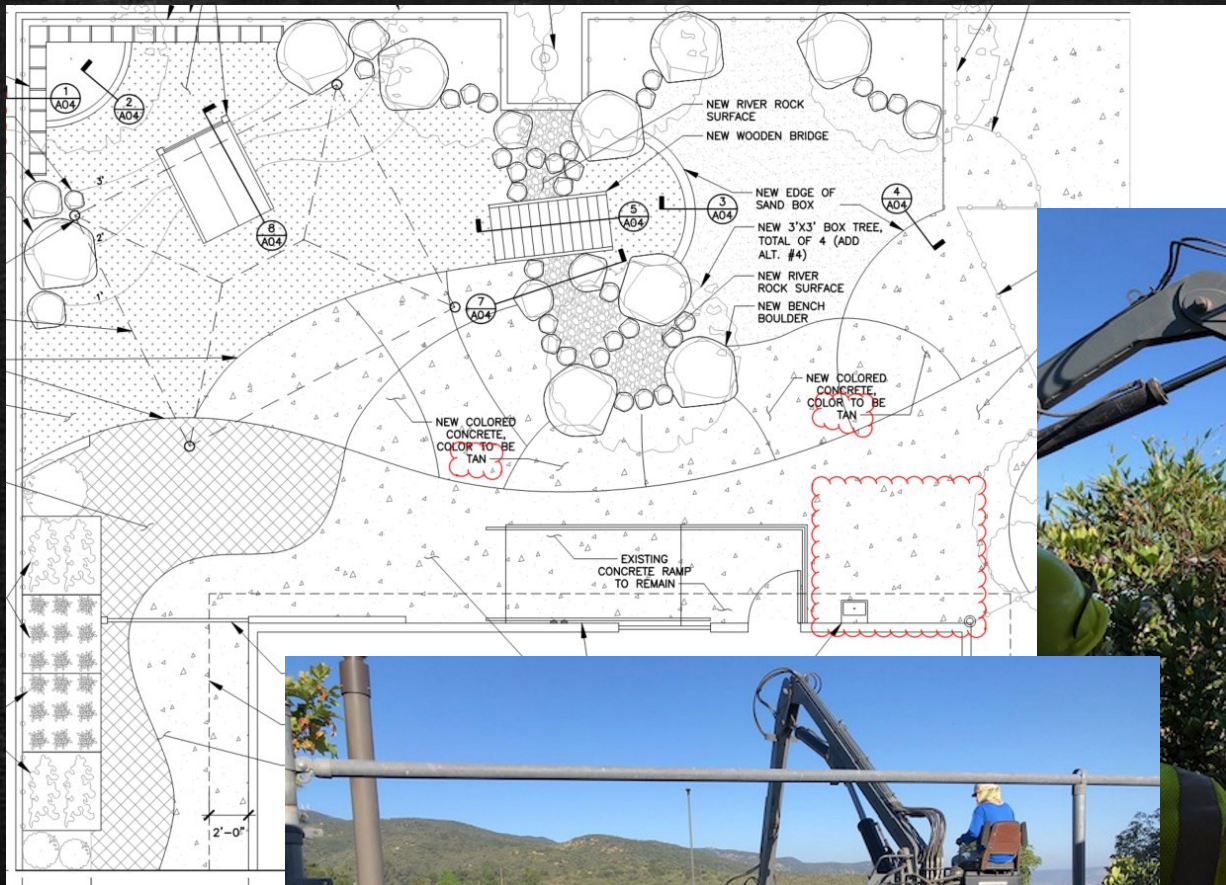 1
A04
2
A04
3'
2'
1'
8
A04
NEW RIVER ROCK
SURFACE
NEW WOODEN BRIDGE
5
A04
NEW EDGE OF
SAND BOX
3
A04
4
A04
NEW 3'X3' BOX TREE,
TOTAL OF 4 (ADD
ALT. #4)
NEW RIVER
ROCK SURFACE
NEW BENCH
BOULDER
7
A04
NEW COLORED
CONCRETE,
COLOR TO BE
TAN
NEW COLORED
CONCRETE,
COLOR TO BE
TAN
EXISTING
CONCRETE RAMP
TO REMAIN
2'-0"